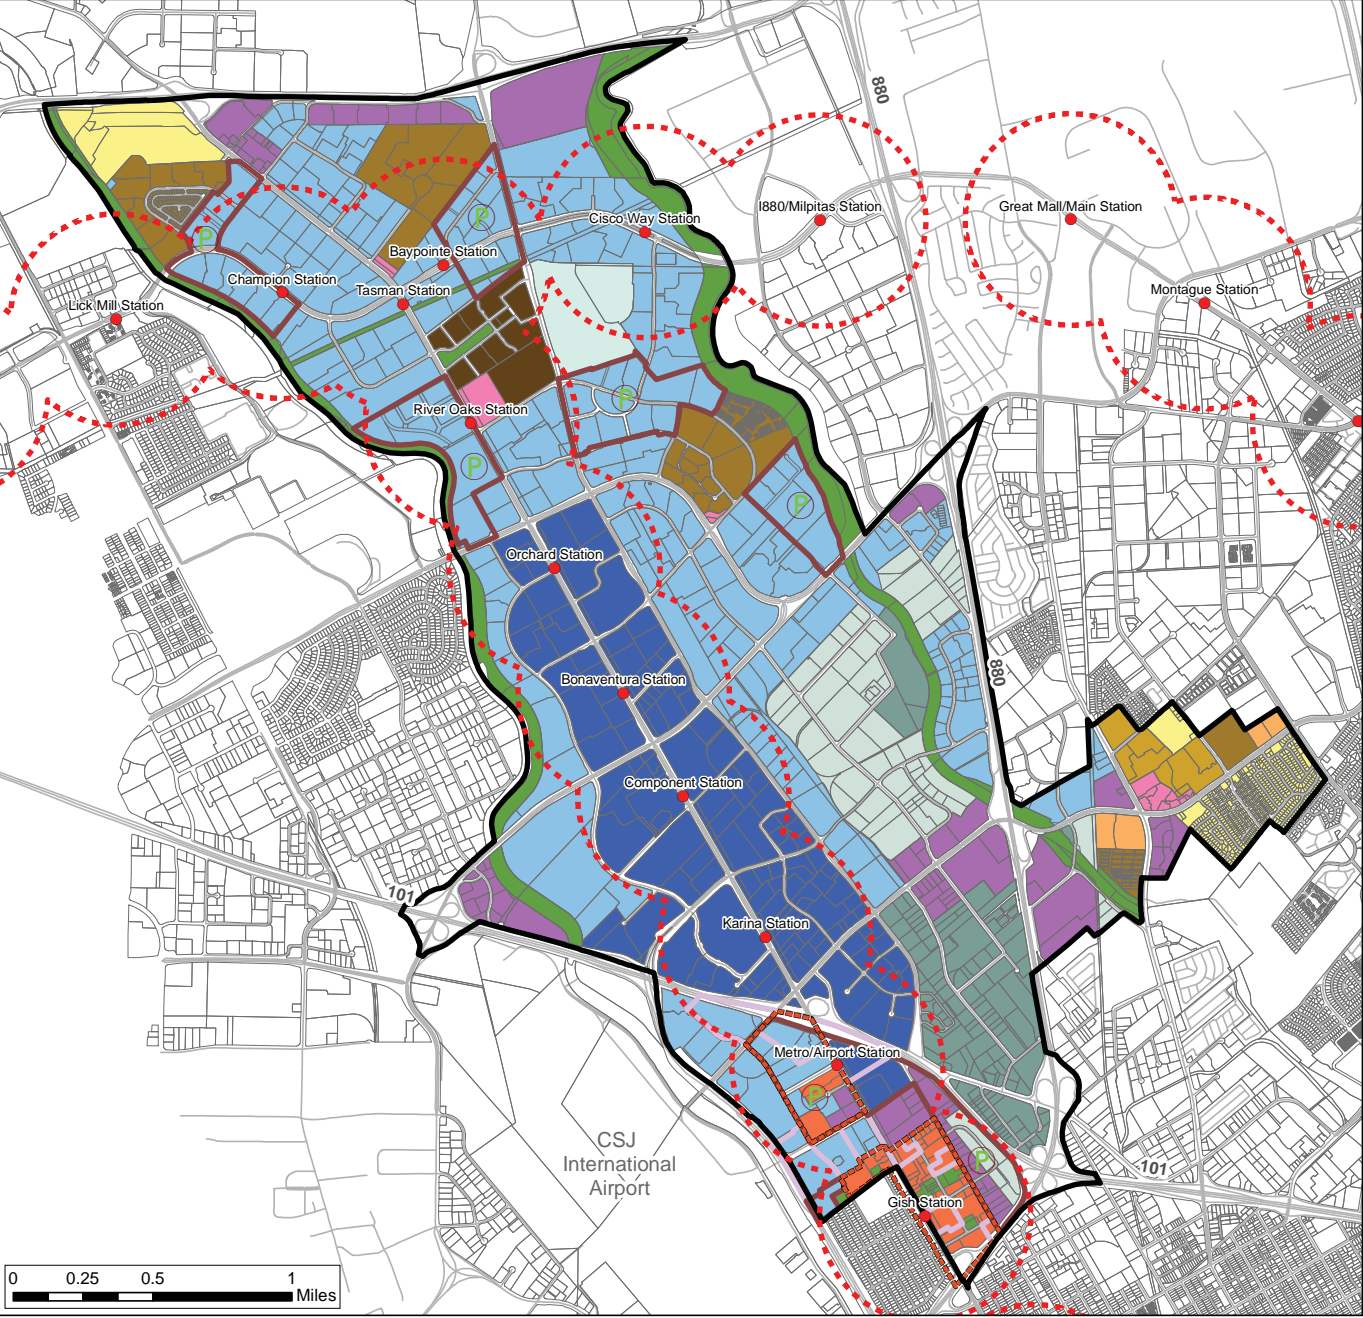 880
Cisco Way Station
I880/Milpitas Station
Great Mall/Main Station
P
P
Baypointe Station
Champion Station
Tasman Station
Montague Station
Lick Mill Station
P
River Oaks Station
P
P
Orchard Station
880
Bonaventura Station
Component Station
101
Karina Station
Metro/Airport Station
P
CSJ
International
Airport
P
101
Gish Station
0 0.25 0.5 1
Miles